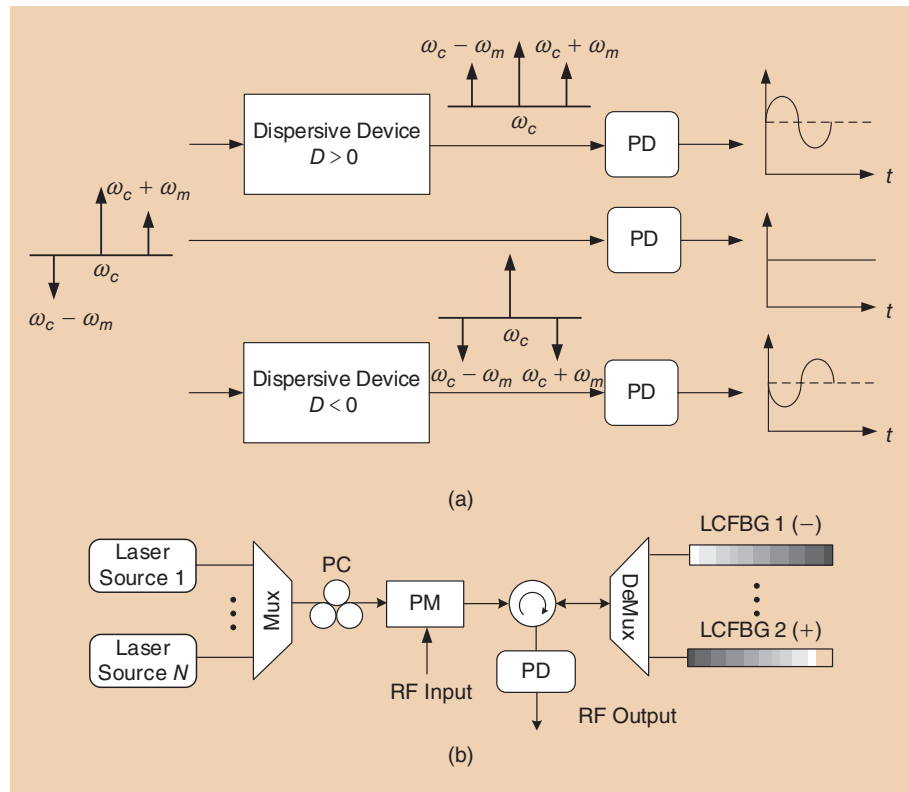 ω_c − ω_m
ω_c + ω_m
ω_c
Dispersive Device
D > 0
PD
t
ω_c + ω_m
ω_c
ω_c − ω_m
PD
t
ω_c
ω_c − ω_m ω_c + ω_m
Dispersive Device
D < 0
PD
t
(a)
Laser
Source 1
Laser
Source N
Mux
PC
PM
RF Input
PD
RF Output
DeMux
LCFBG 1 (−)
LCFBG 2 (+)
(b)